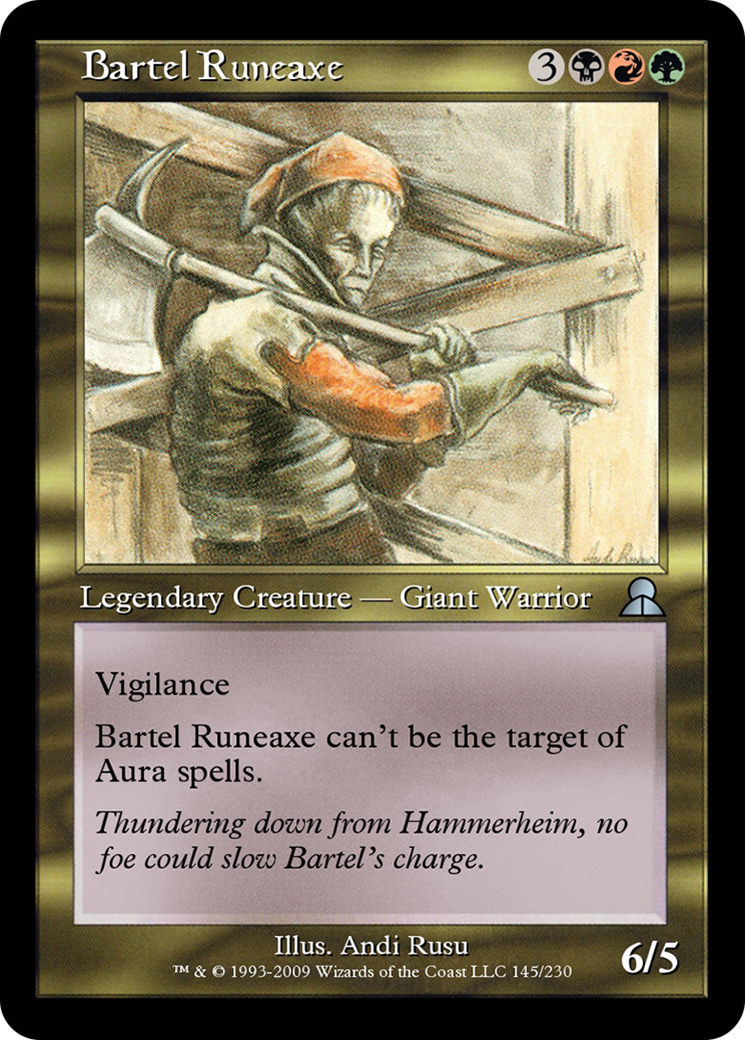 Bartel Runeaxe 3
Legendary Creature — Giant Warrior
Vigilance
Bartel Runeaxe can't be the target of
Aura spells.
Thundering down from Hammerheim, no
foe could slow Bartel's charge.
Illus. Andi Rusu
™ & © 1993-2009 Wizards of the Coast LLC 145/230
6/5